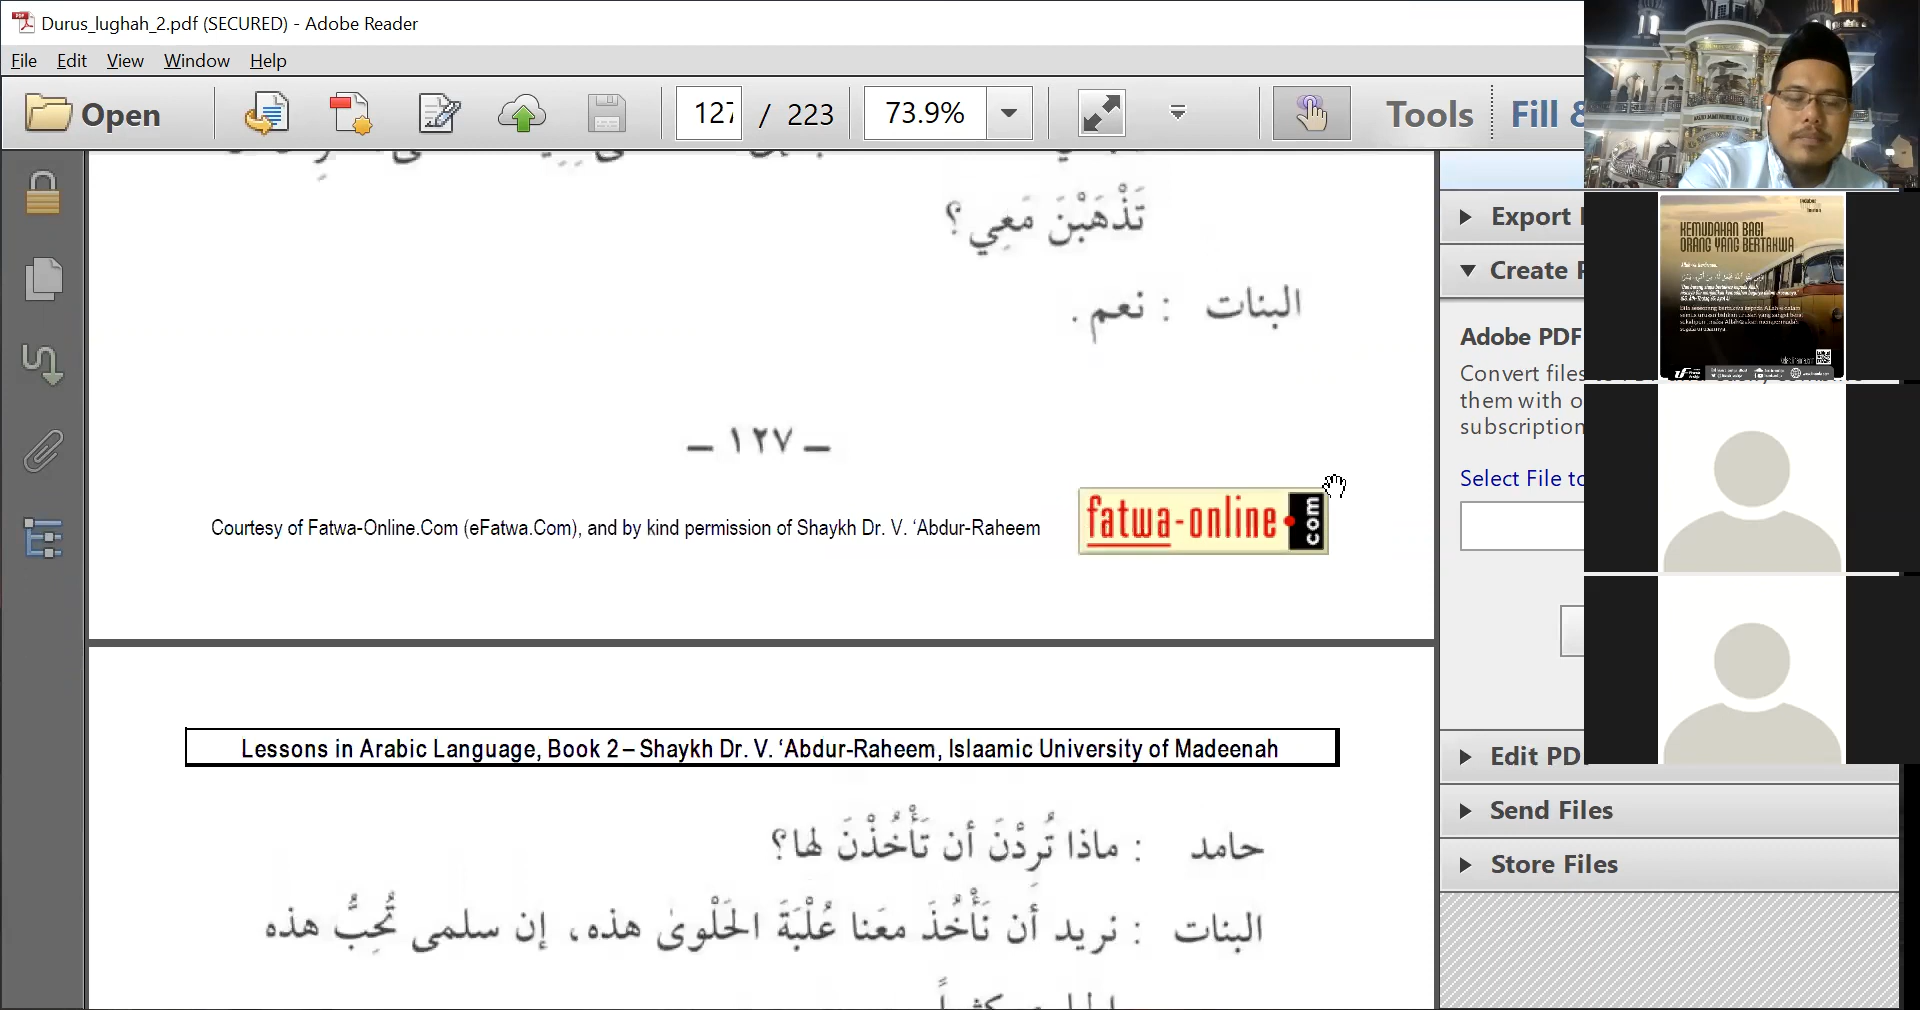 Durus_lughah_2.pdf (SECURED) - Adobe Reader
File Edit View Window Help
Open
127 / 223
73.9%
Tools
Fill &
تَذْهَبْنَ مَعِي؟
البنات : نعم.
– ١٢٧ –
Courtesy of Fatwa-Online.Com (eFatwa.Com), and by kind permission of Shaykh Dr. V. ‘Abdur-Raheem
fatwa-online.com
Lessons in Arabic Language, Book 2 – Shaykh Dr. V. ‘Abdur-Raheem, Islaamic University of Madeenah
حامد : ماذا تُرِدْنَ أن تَأْخُذْنَ لها؟
البنات : نريد أن نَأْخُذَ معَنا عُلْبَةَ الحَلْوىٰ هذه، إن سلمى تُحِبُّ هذه
Export
Create
Adobe PDF
Convert files
them with
subscription
Select File to
Edit PD
Send Files
Store Files
KEMUDAHAN BAGI
ORANG YANG BERTAKWA